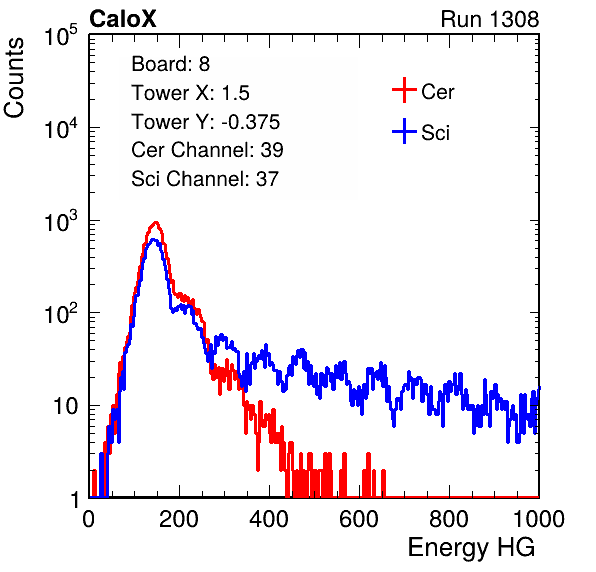 CaloX Run 1308
Counts
Board: 8
Tower X: 1.5
Tower Y: -0.375
Cer Channel: 39
Sci Channel: 37
Cer
Sci
10^5
10^4
10^3
10^2
10
1
0 200 400 600 800 1000
Energy HG